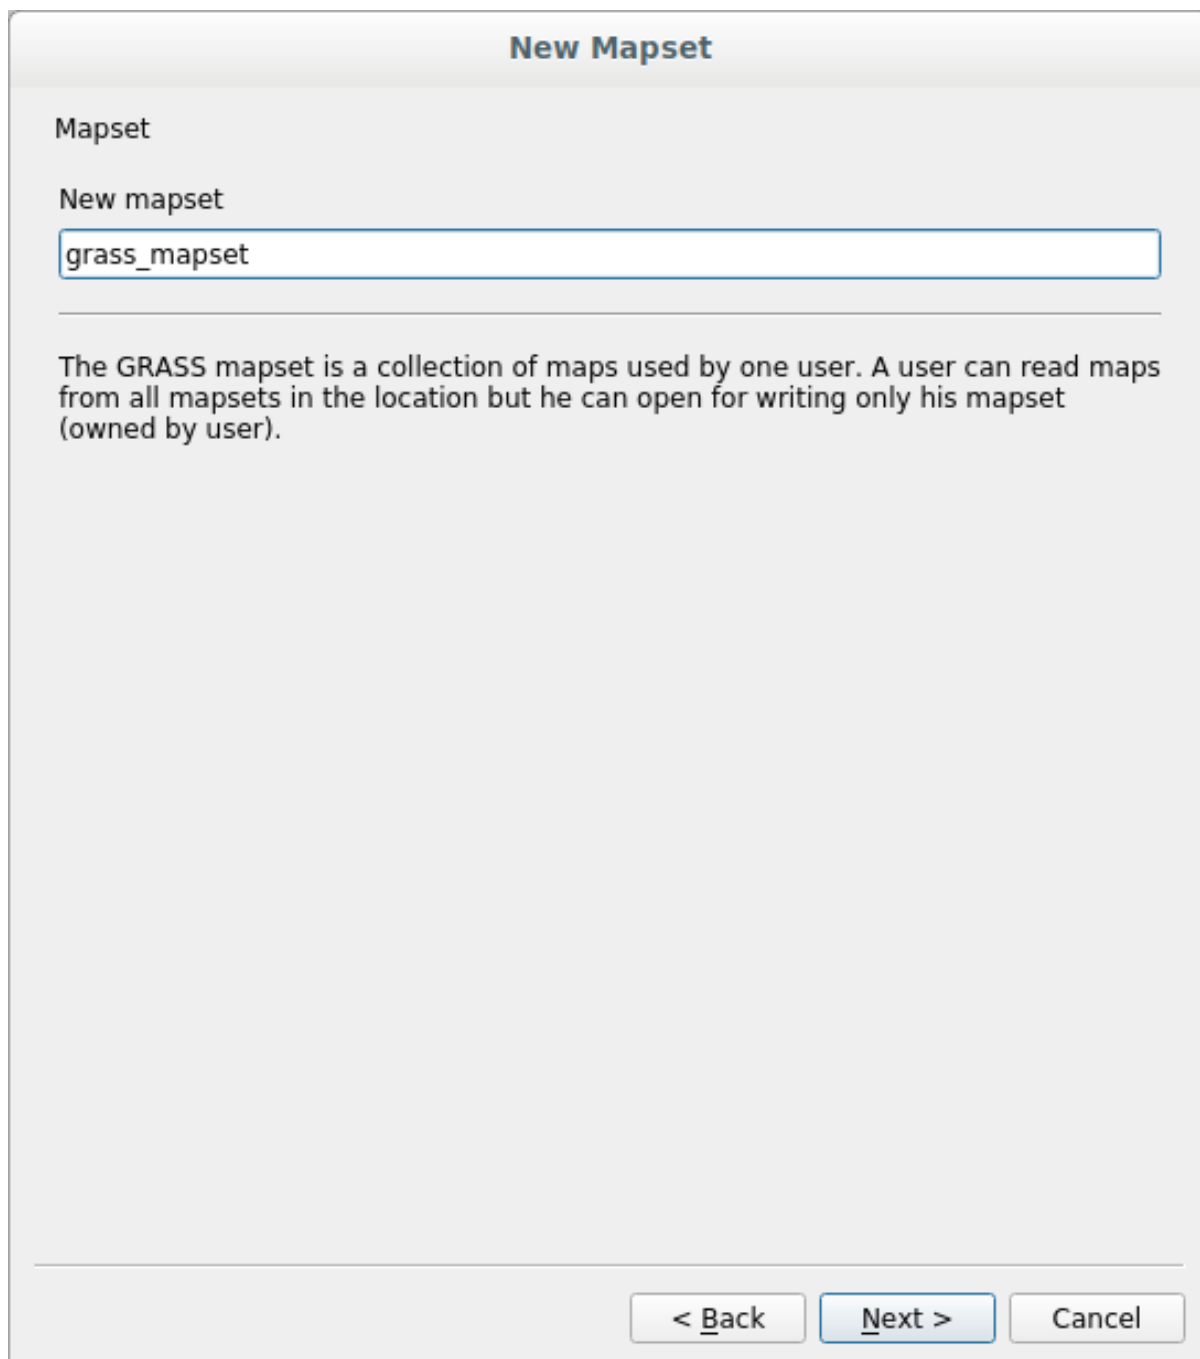 New Mapset
Mapset
New mapset
grass_mapset
The GRASS mapset is a collection of maps used by one user. A user can read maps
from all mapsets in the location but he can open for writing only his mapset
(owned by user).
< Back Next > Cancel